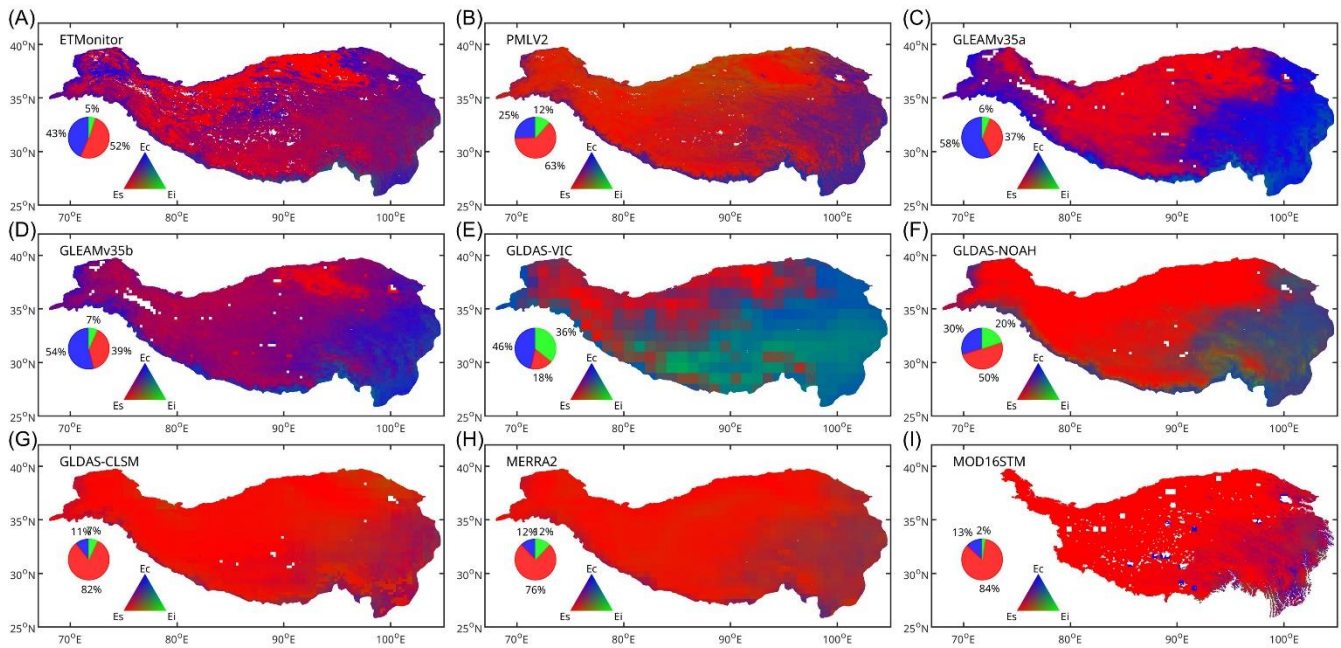 (A)
ETMonitor
40°N
35°N
30°N
25°N
5%
43%
52%
Ec
Es
Ei
70°E
80°E
90°E
100°E
(B)
PMLV2
12%
25%
63%
Ec
Es
Ei
70°E
80°E
90°E
100°E
(C)
GLEAMv35a
6%
37%
58%
Ec
Es
Ei
70°E
80°E
90°E
100°E
(D)
GLEAMv35b
40°N
35°N
30°N
25°N
7%
54%
39%
Ec
Es
Ei
70°E
80°E
90°E
100°E
(E)
GLDAS-VIC
36%
46%
18%
Ec
Es
Ei
70°E
80°E
90°E
100°E
(F)
GLDAS-NOAH
30%
20%
50%
Ec
Es
Ei
70°E
80°E
90°E
100°E
(G)
GLDAS-CLSM
40°N
35°N
30°N
25°N
11%
7%
82%
Ec
Es
Ei
70°E
80°E
90°E
100°E
(H)
MERRA2
12%
12%
76%
Ec
Es
Ei
70°E
80°E
90°E
100°E
(I)
MOD16STM
13%
2%
84%
Ec
Es
Ei
70°E
80°E
90°E
100°E